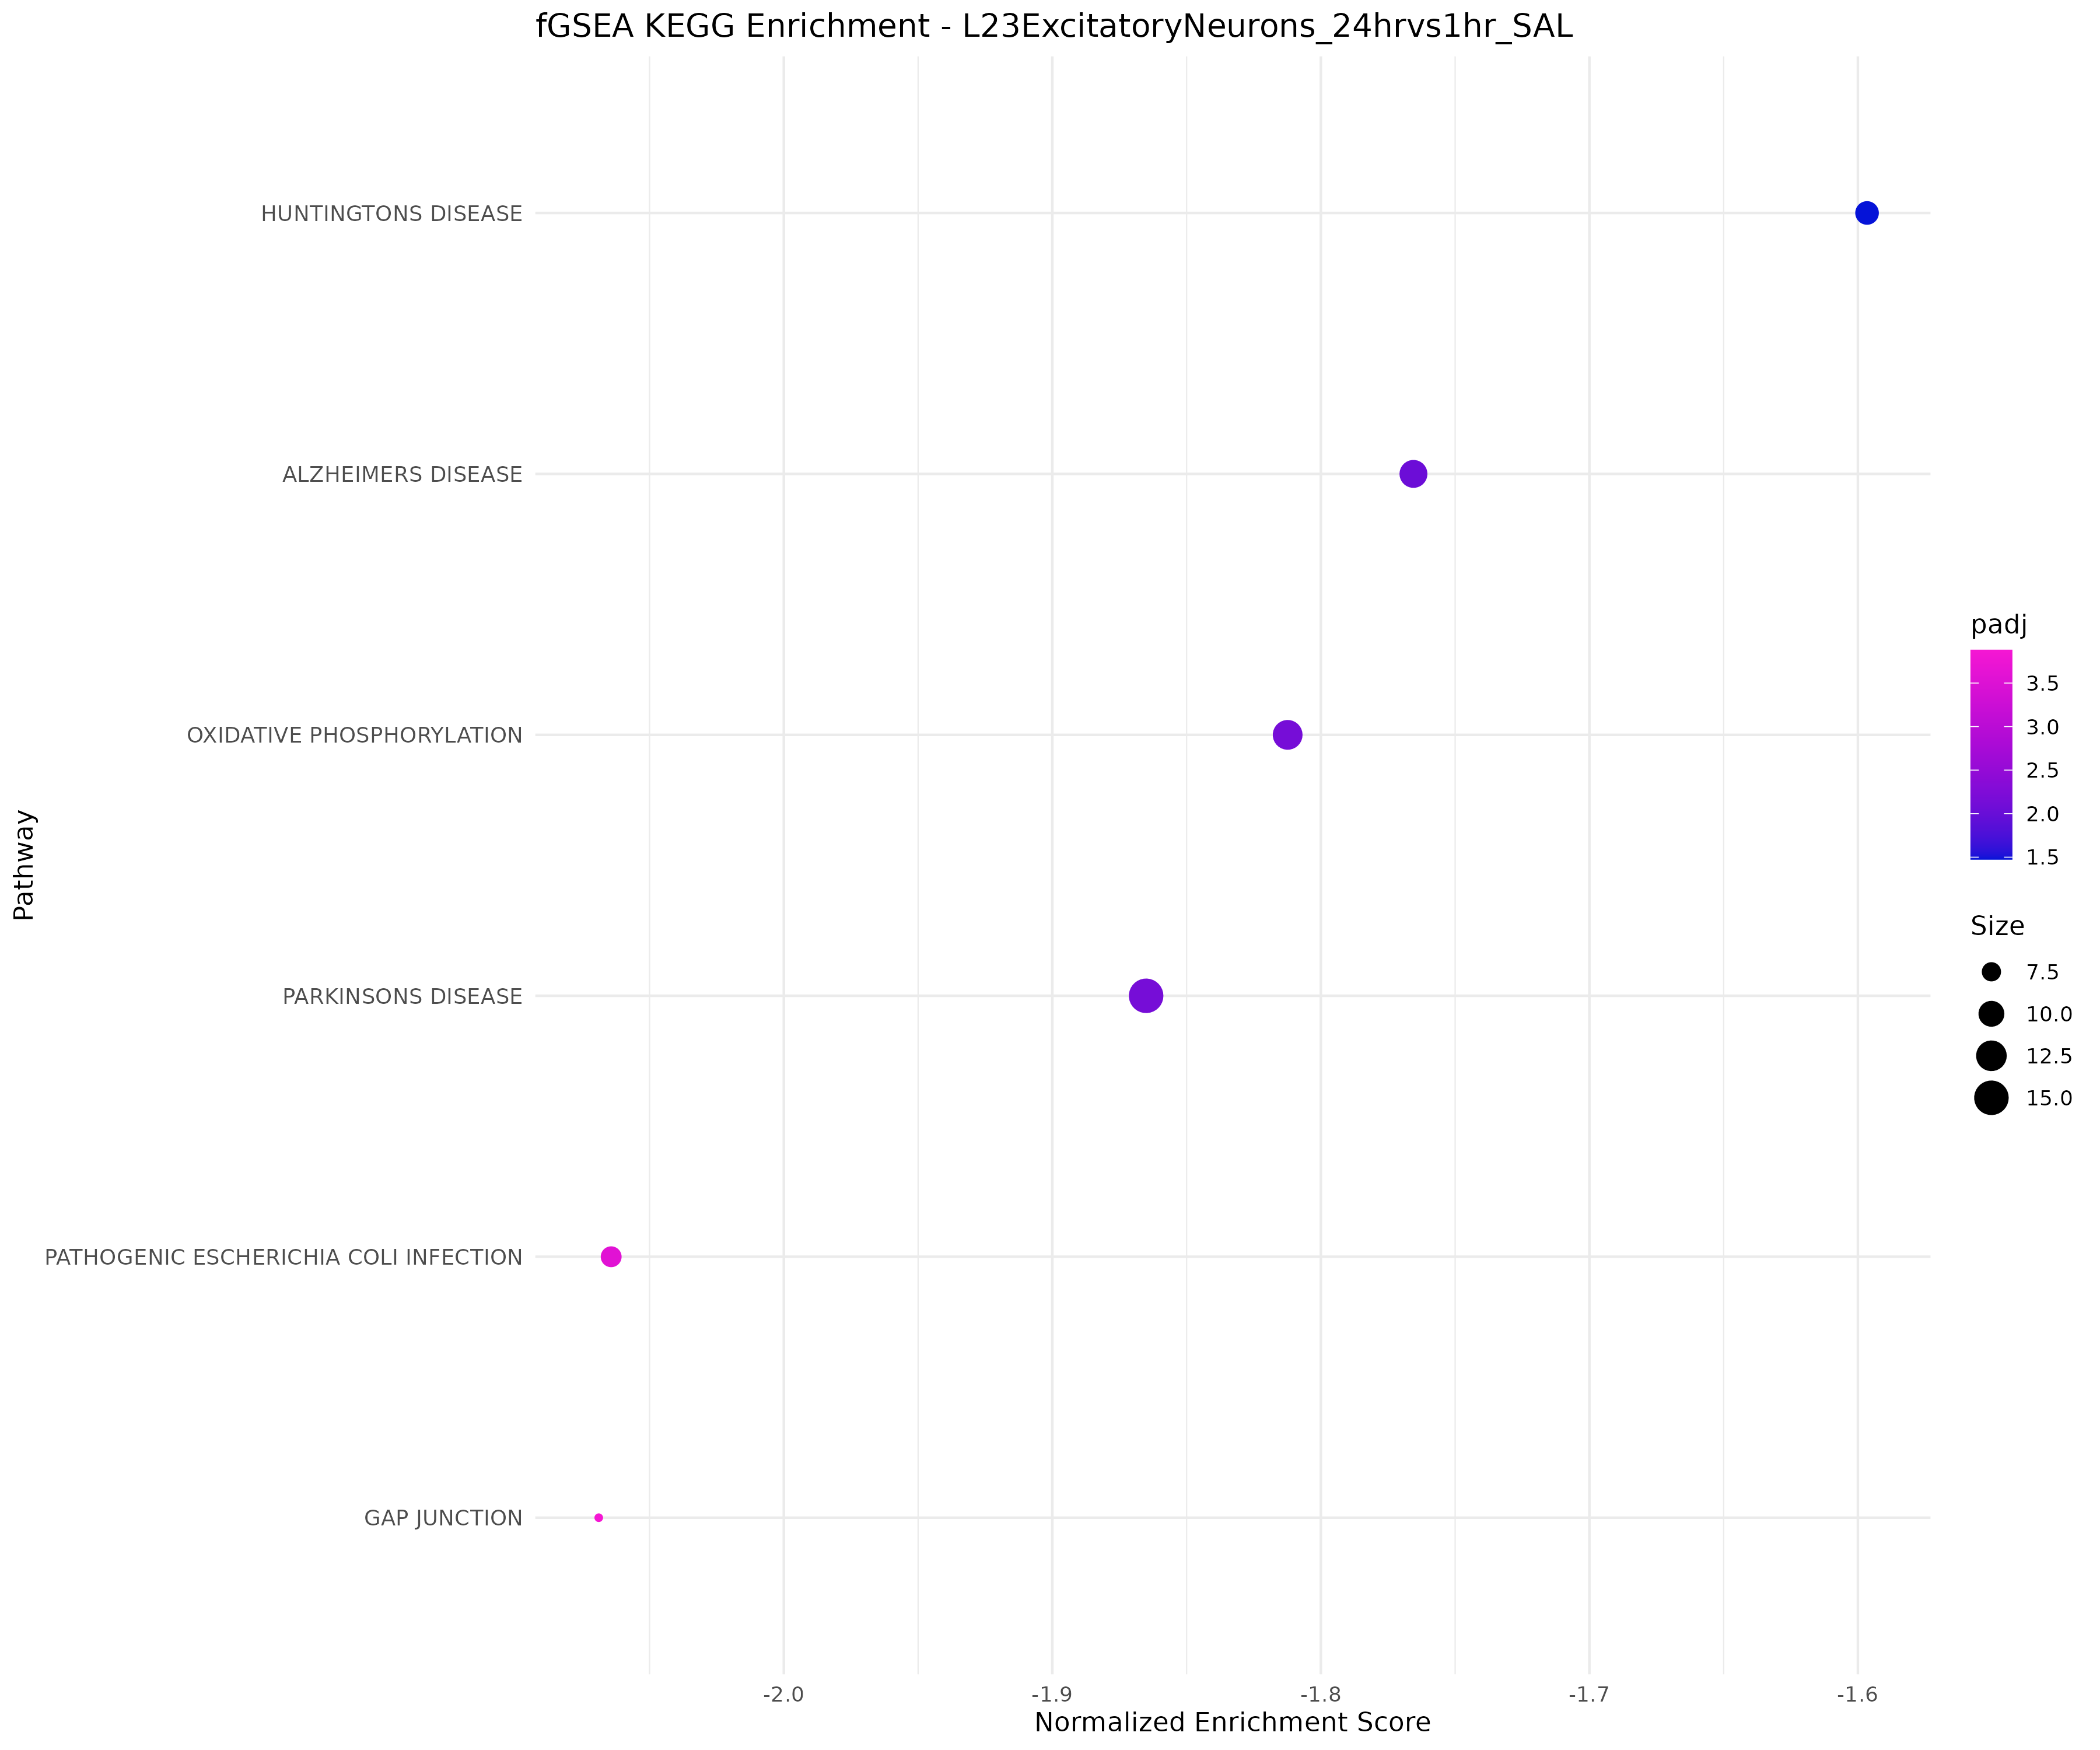 fGSEA KEGG Enrichment - L23ExcitatoryNeurons_24hrvs1hr_SAL
Pathway
HUNTINGTONS DISEASE
ALZHEIMERS DISEASE
OXIDATIVE PHOSPHORYLATION
PARKINSONS DISEASE
PATHOGENIC ESCHERICHIA COLI INFECTION
GAP JUNCTION
-2.0
-1.9
-1.8
-1.7
-1.6
Normalized Enrichment Score
padj
3.5
3.0
2.5
2.0
1.5
Size
7.5
10.0
12.5
15.0